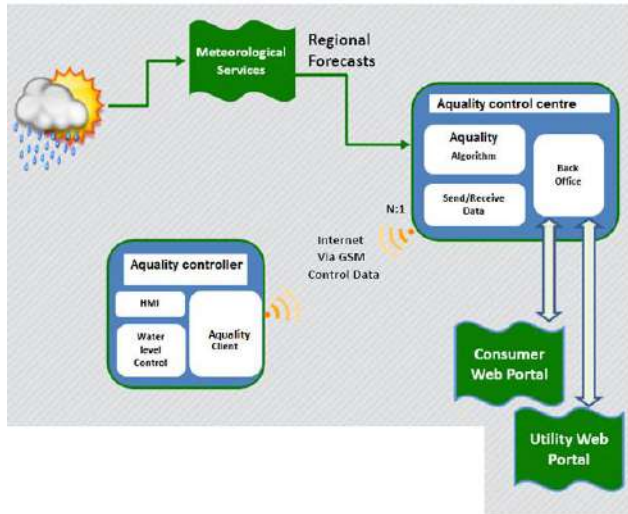 Meteorological
Services
Regional
Forecasts
Aquality control centre
Aquality
Algorithm
Back
Office
Send/Receive
Data
N:1
Internet
Via GSM
Control Data
Aquality controller
HMI
Water
level
Control
Aquality
Client
Consumer
Web Portal
Utility Web
Portal